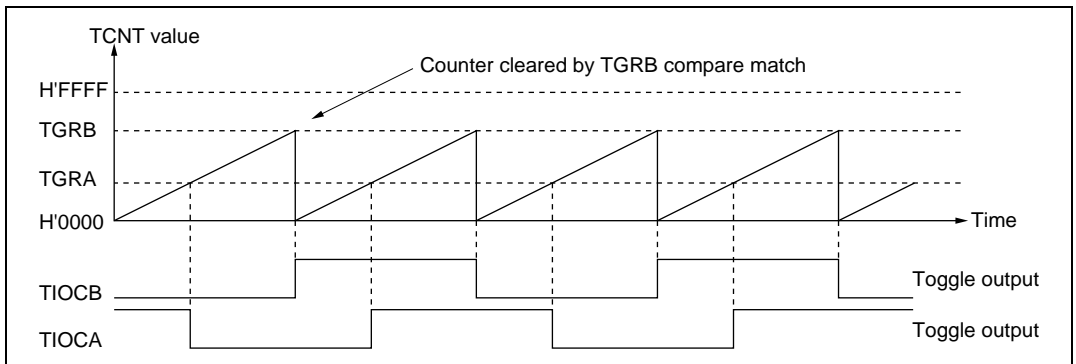 TCNT value
Counter cleared by TGRB compare match
H'FFFF
TGRB
TGRA
H'0000
Time
TIOCB
Toggle output
TIOCA
Toggle output